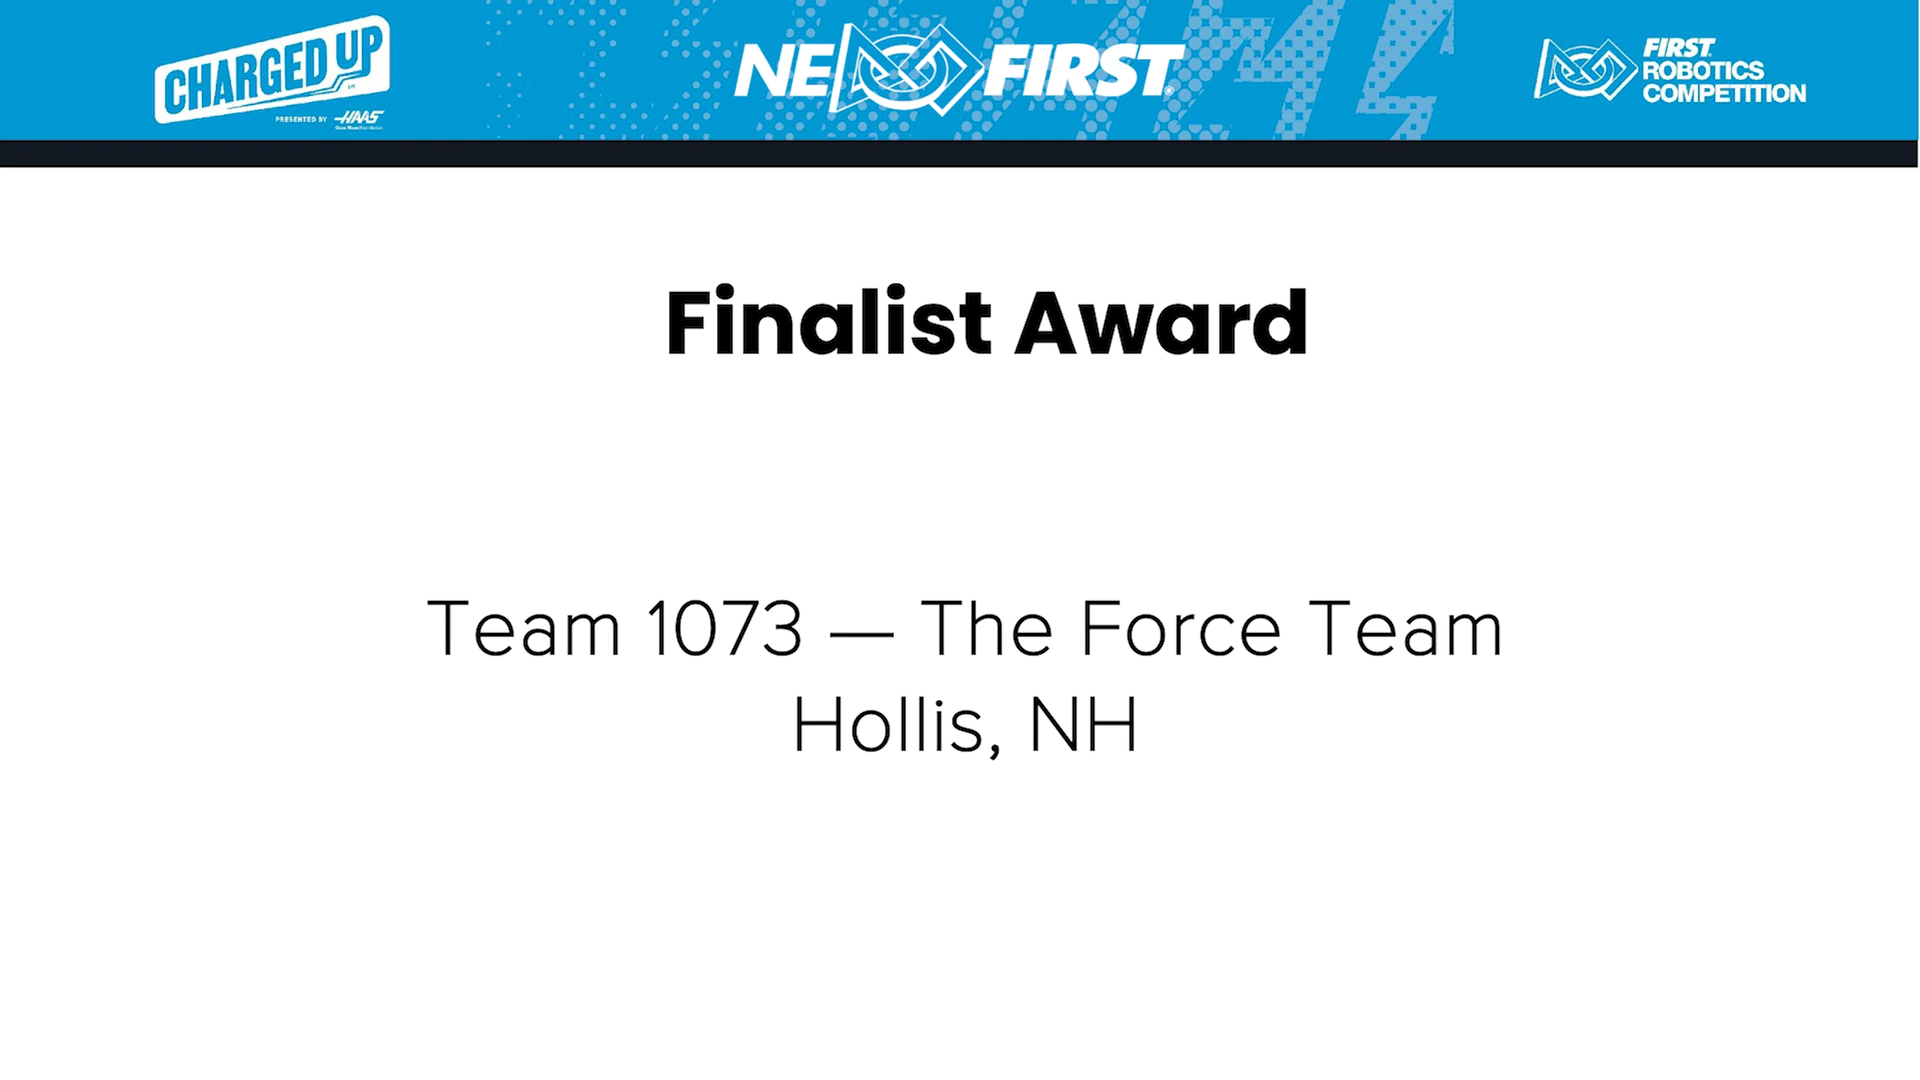 CHARGED UP
PRESENTED BY HAAS
NE FIRST
FIRST
ROBOTICS
COMPETITION
Finalist Award
Team 1073 — The Force Team
Hollis, NH